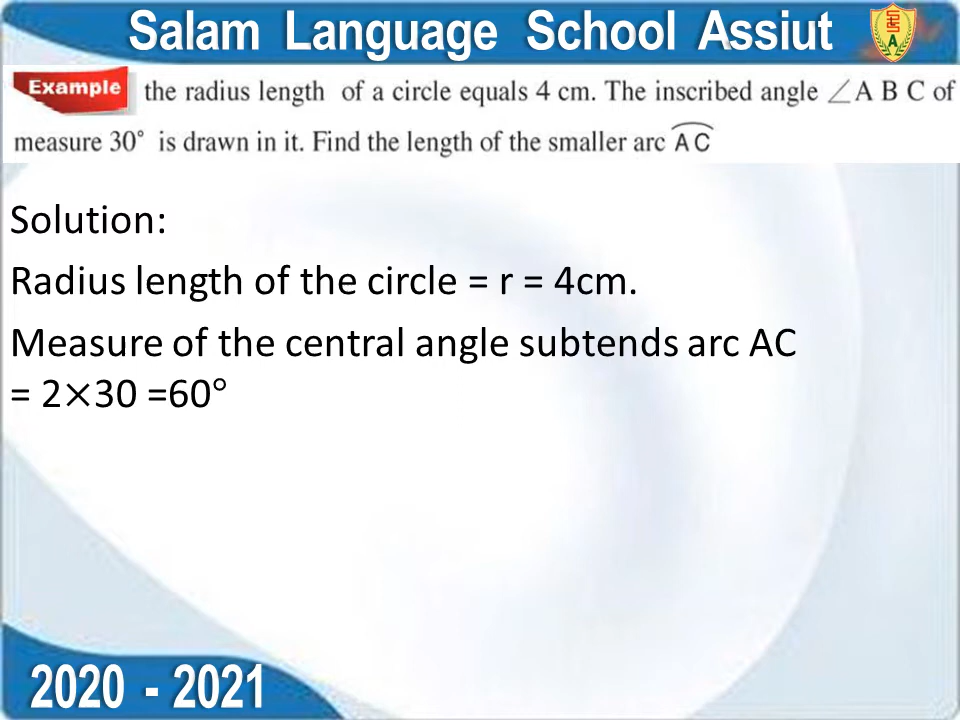 Salam Language School Assiut
Example the radius length of a circle equals 4 cm. The inscribed angle ∠A B C of
measure 30° is drawn in it. Find the length of the smaller arc A͡C
Solution:
Radius length of the circle = r = 4cm.
Measure of the central angle subtends arc AC
= 2×30 =60°
2020 - 2021